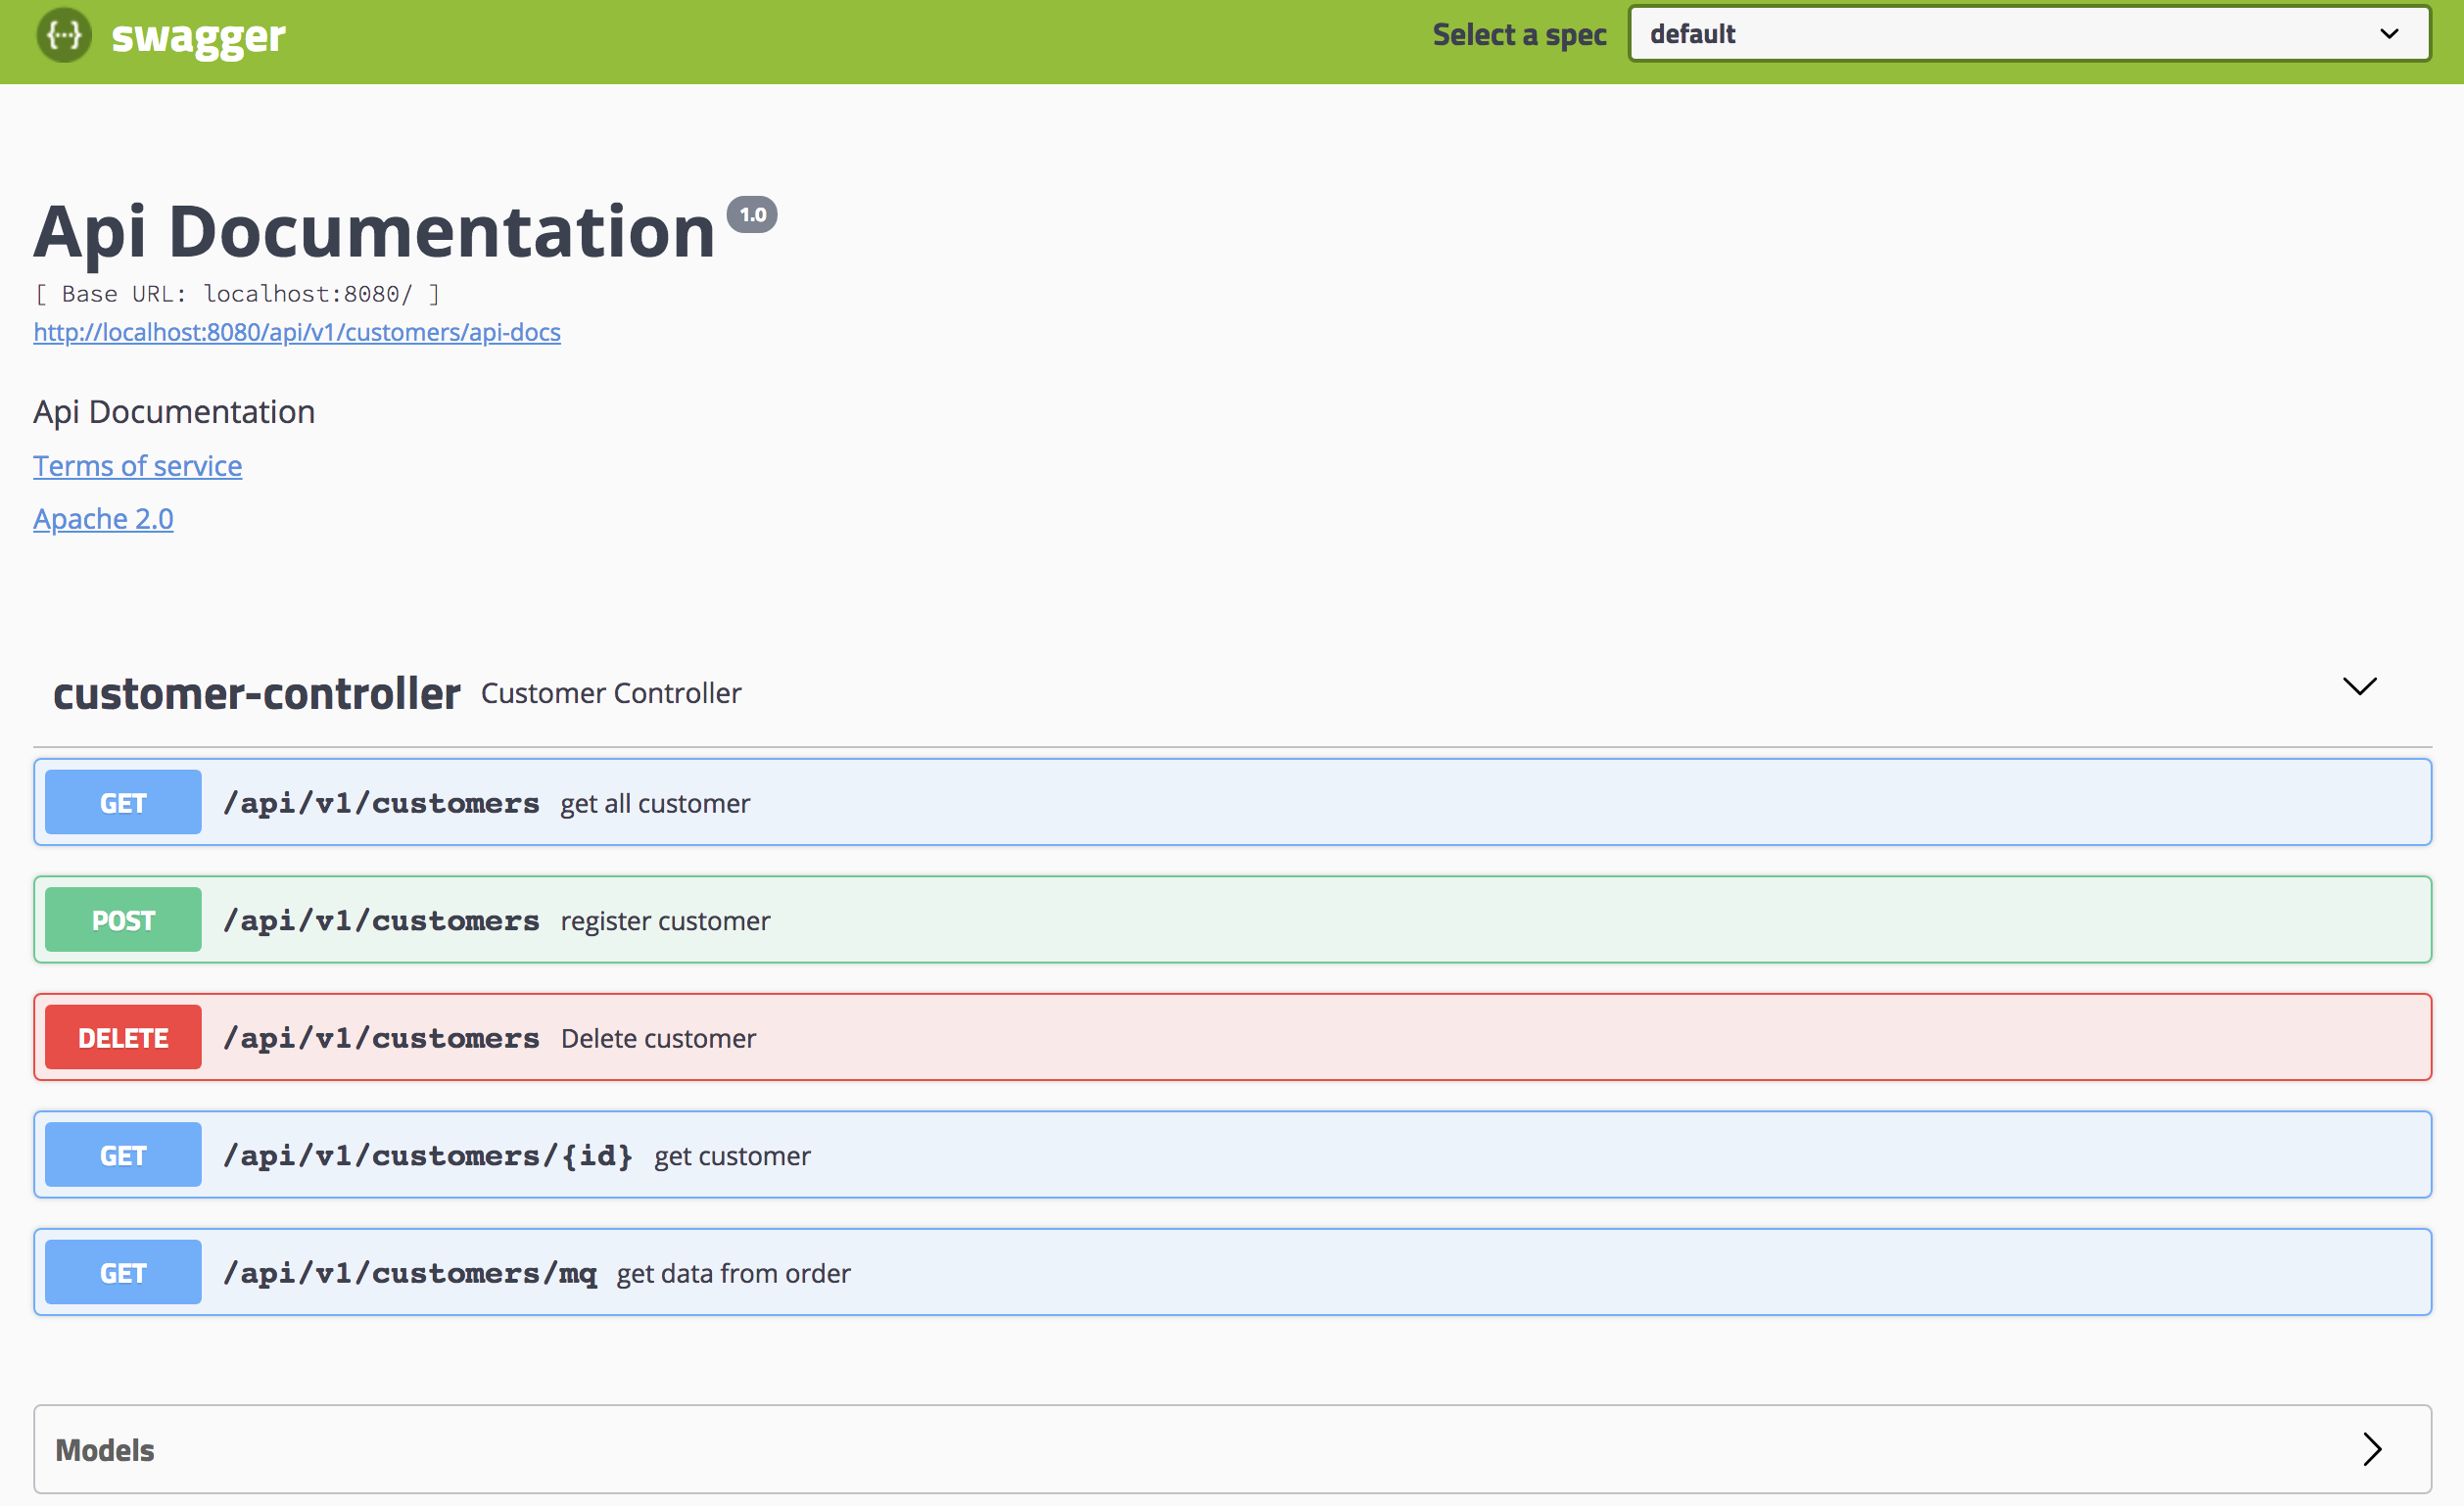 {···} swagger Select a spec default
Api Documentation 1.0
[ Base URL: localhost:8080/ ]
http://localhost:8080/api/v1/customers/api-docs
Api Documentation
Terms of service
Apache 2.0
customer-controller Customer Controller
GET /api/v1/customers get all customer
POST /api/v1/customers register customer
DELETE /api/v1/customers Delete customer
GET /api/v1/customers/{id} get customer
GET /api/v1/customers/mq get data from order
Models